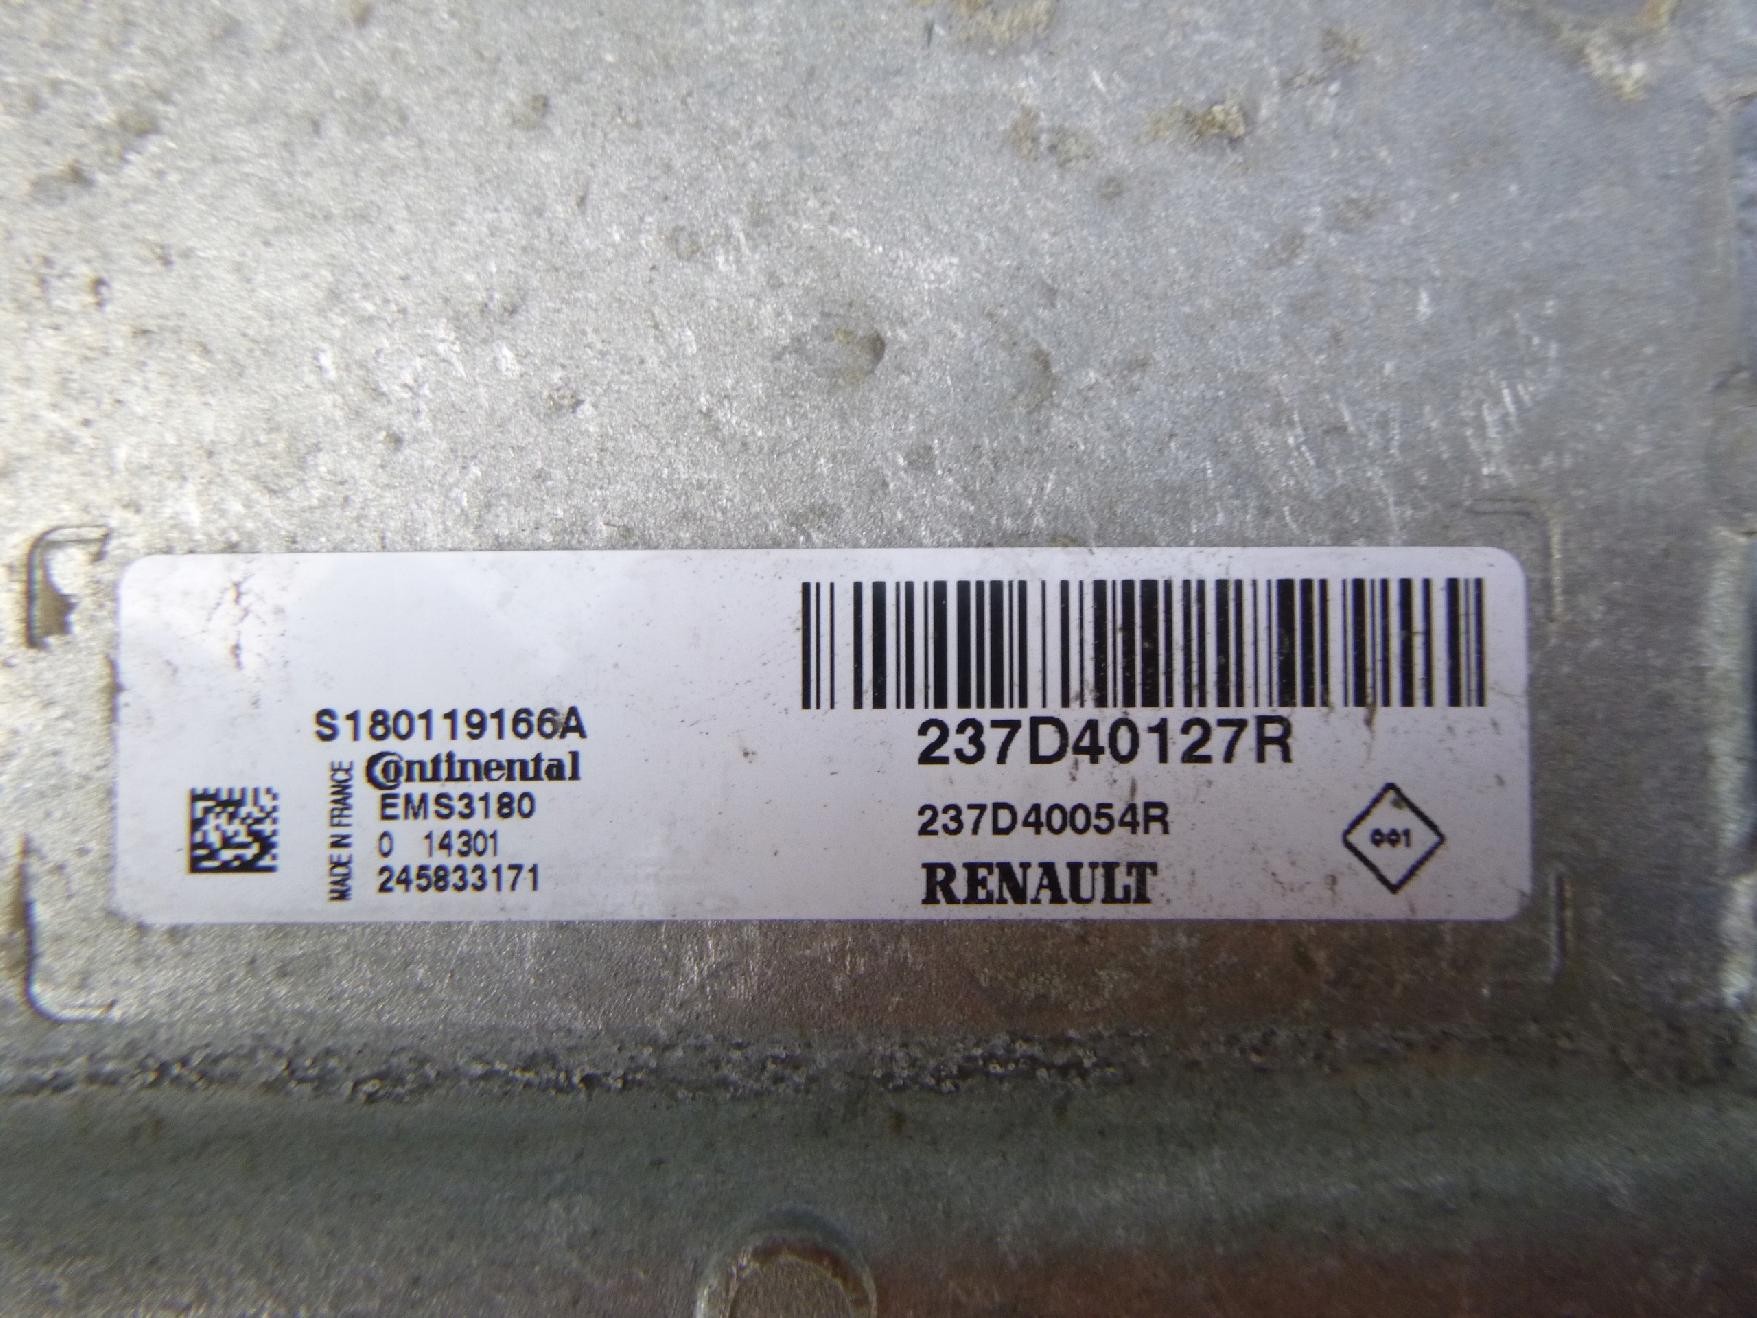 S180119166A
Continental
MADE IN FRANCE
EMS3180
0 14301
245833171
237D40127R
237D40054R
RENAULT
001